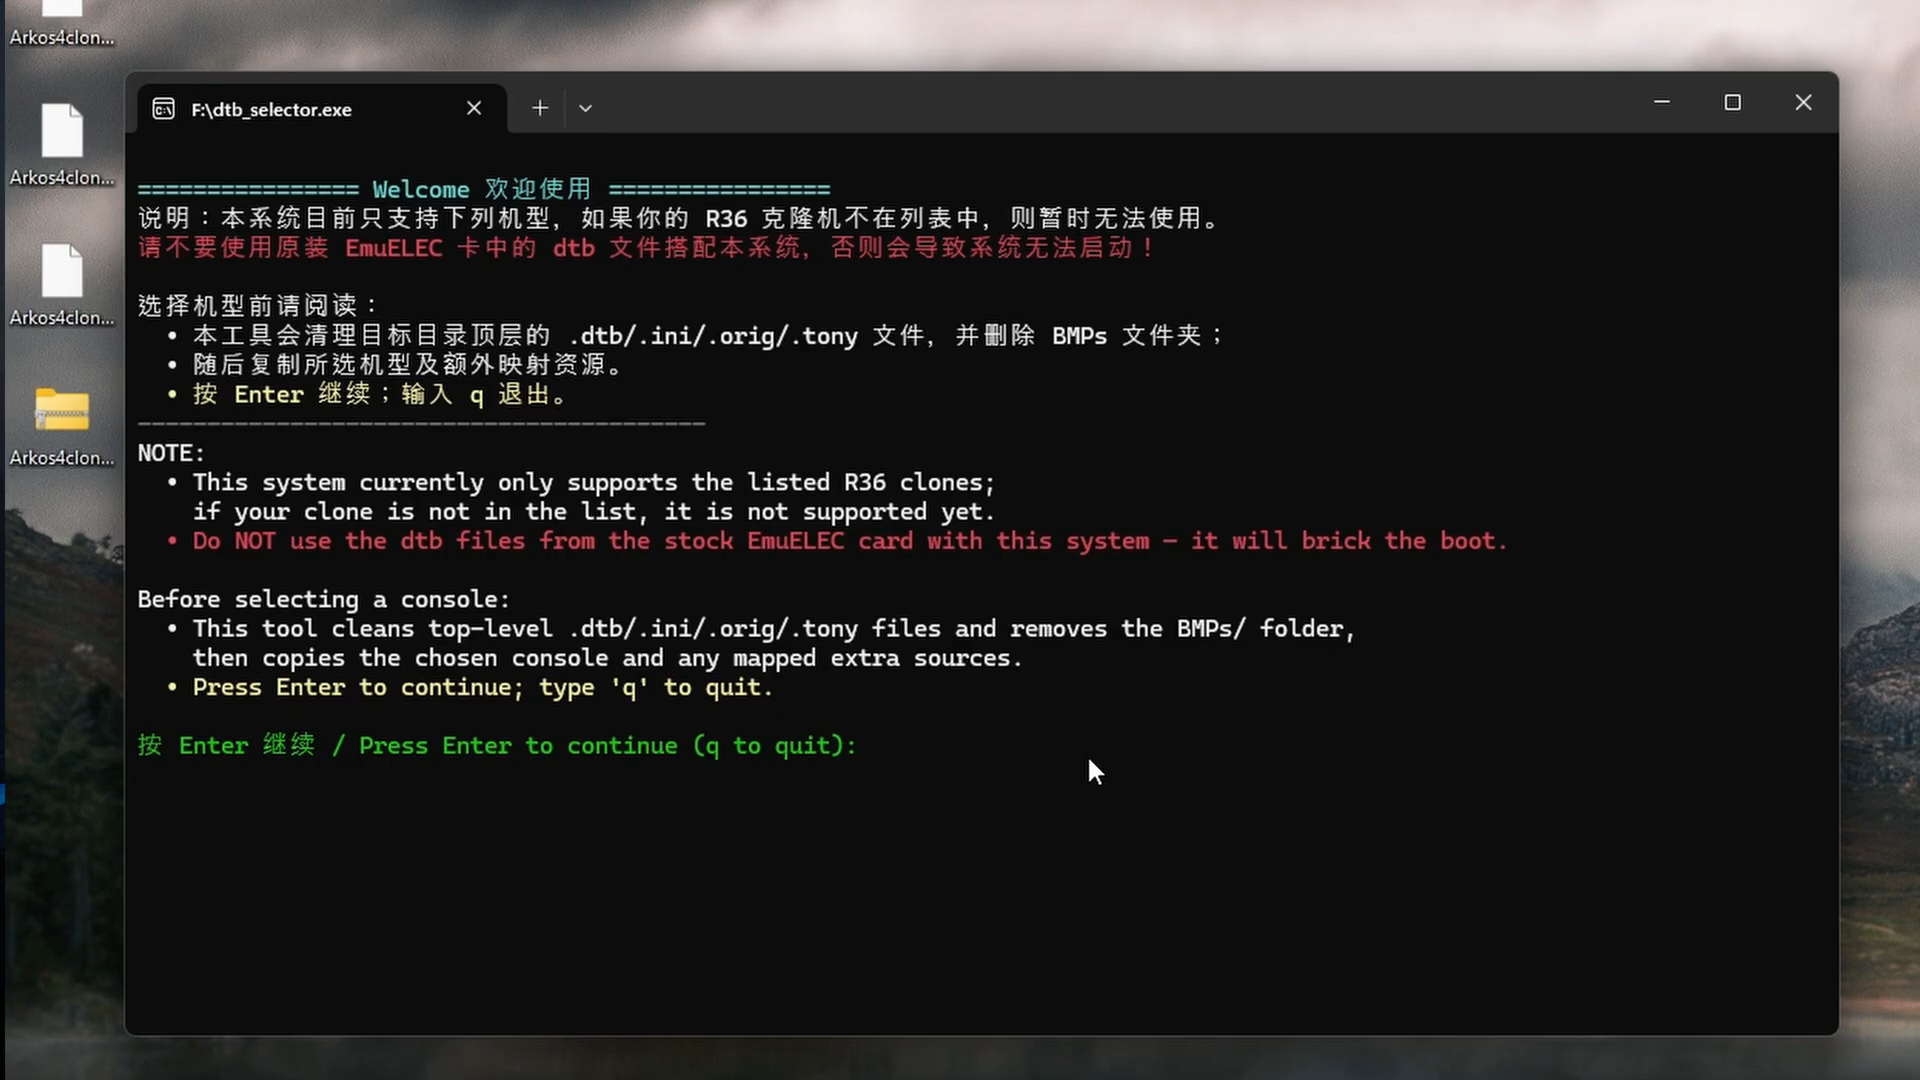 Arkos4clon...
Arkos4clon...
Arkos4clon...
Arkos4clon...
F:\dtb_selector.exe
================ Welcome 欢迎使用 ================
说明：本系统目前只支持下列机型，如果你的 R36 克隆机不在列表中，则暂时无法使用。
请不要使用原装 EmuELEC 卡中的 dtb 文件搭配本系统，否则会导致系统无法启动！
选择机型前请阅读：
• 本工具会清理目标目录顶层的 .dtb/.ini/.orig/.tony 文件，并删除 BMPs 文件夹；
• 随后复制所选机型及额外映射资源。
• 按 Enter 继续；输入 q 退出。
-----------------------------------------
NOTE:
• This system currently only supports the listed R36 clones;
if your clone is not in the list, it is not supported yet.
• Do NOT use the dtb files from the stock EmuELEC card with this system — it will brick the boot.
Before selecting a console:
• This tool cleans top-level .dtb/.ini/.orig/.tony files and removes the BMPs/ folder,
then copies the chosen console and any mapped extra sources.
• Press Enter to continue; type 'q' to quit.
按 Enter 继续 / Press Enter to continue (q to quit):